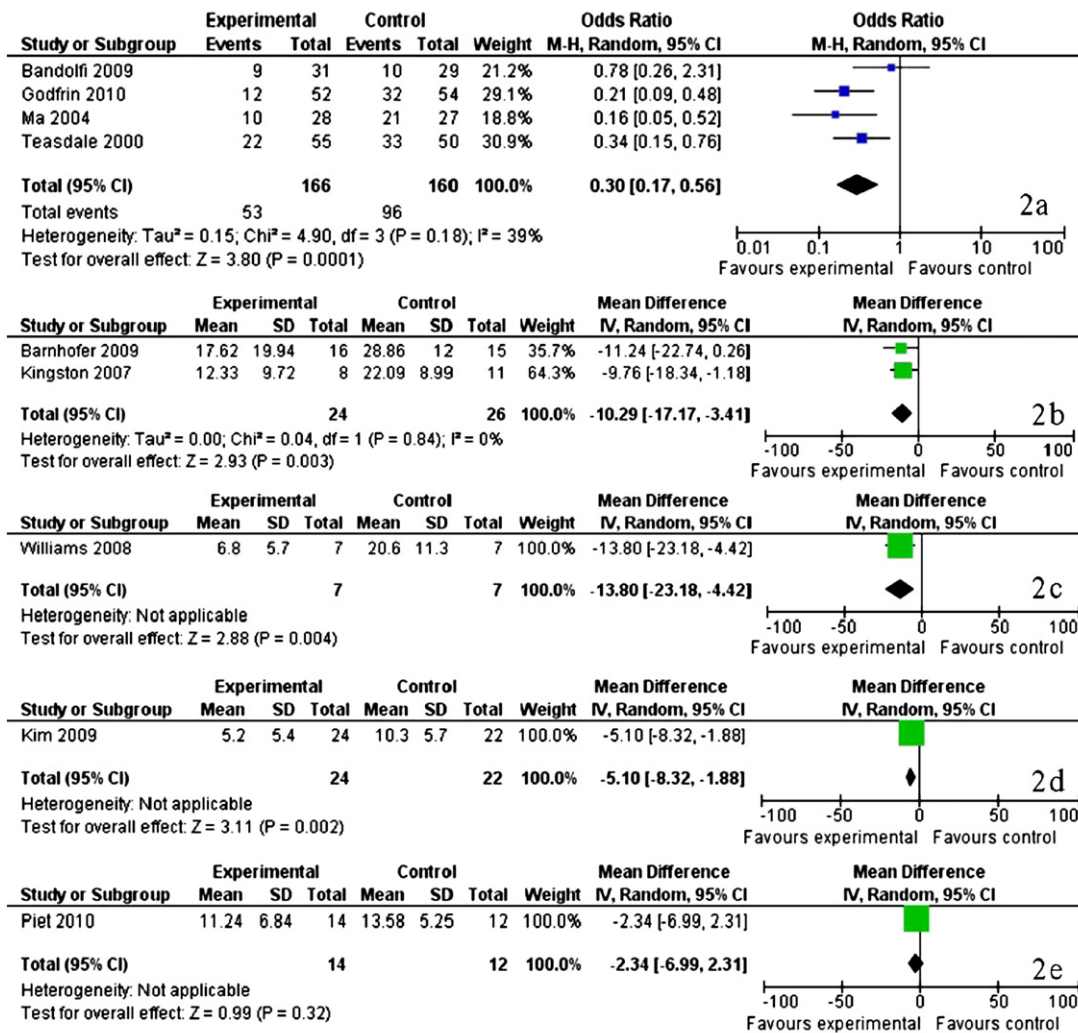 Experimental Control Odds Ratio Odds Ratio
Study or Subgroup Events Total Events Total Weight M-H, Random, 95% CI M-H, Random, 95% CI
Bandolfi 2009 9 31 10 29 21.2% 0.78 [0.26, 2.31]
Godfrin 2010 12 52 32 54 29.1% 0.21 [0.09, 0.48]
Ma 2004 10 28 21 27 18.8% 0.16 [0.05, 0.52]
Teasdale 2000 22 55 33 50 30.9% 0.34 [0.15, 0.76]
Total (95% CI) 166 160 100.0% 0.30 [0.17, 0.56]
Total events 53 96 2a
Heterogeneity: Tau² = 0.15; Chi² = 4.90, df = 3 (P = 0.18); I² = 39%
Test for overall effect: Z = 3.80 (P = 0.0001)
0.01 0.1 1 10 100
Favours experimental Favours control
Experimental Control Mean Difference Mean Difference
Study or Subgroup Mean SD Total Mean SD Total Weight IV, Random, 95% CI IV, Random, 95% CI
Barnhofer 2009 17.62 19.94 16 28.86 12 15 35.7% -11.24 [-22.74, 0.26]
Kingston 2007 12.33 9.72 8 22.09 8.99 11 64.3% -9.76 [-18.34, -1.18]
Total (95% CI) 24 26 100.0% -10.29 [-17.17, -3.41] 2b
Heterogeneity: Tau² = 0.00; Chi² = 0.04, df = 1 (P = 0.84); I² = 0%
Test for overall effect: Z = 2.93 (P = 0.003)
-100 -50 0 50 100
Favours experimental Favours control
Experimental Control Mean Difference Mean Difference
Study or Subgroup Mean SD Total Mean SD Total Weight IV, Random, 95% CI IV, Random, 95% CI
Williams 2008 6.8 5.7 7 20.6 11.3 7 100.0% -13.80 [-23.18, -4.42]
Total (95% CI) 7 7 100.0% -13.80 [-23.18, -4.42] 2c
Heterogeneity: Not applicable
Test for overall effect: Z = 2.88 (P = 0.004)
-100 -50 0 50 100
Favours experimental Favours control
Experimental Control Mean Difference Mean Difference
Study or Subgroup Mean SD Total Mean SD Total Weight IV, Random, 95% CI IV, Random, 95% CI
Kim 2009 5.2 5.4 24 10.3 5.7 22 100.0% -5.10 [-8.32, -1.88]
Total (95% CI) 24 22 100.0% -5.10 [-8.32, -1.88] 2d
Heterogeneity: Not applicable
Test for overall effect: Z = 3.11 (P = 0.002)
-100 -50 0 50 100
Favours experimental Favours control
Experimental Control Mean Difference Mean Difference
Study or Subgroup Mean SD Total Mean SD Total Weight IV, Random, 95% CI IV, Random, 95% CI
Piet 2010 11.24 6.84 14 13.58 5.25 12 100.0% -2.34 [-6.99, 2.31]
Total (95% CI) 14 12 100.0% -2.34 [-6.99, 2.31] 2e
Heterogeneity: Not applicable
Test for overall effect: Z = 0.99 (P = 0.32)
-100 -50 0 50 100
Favours experimental Favours control